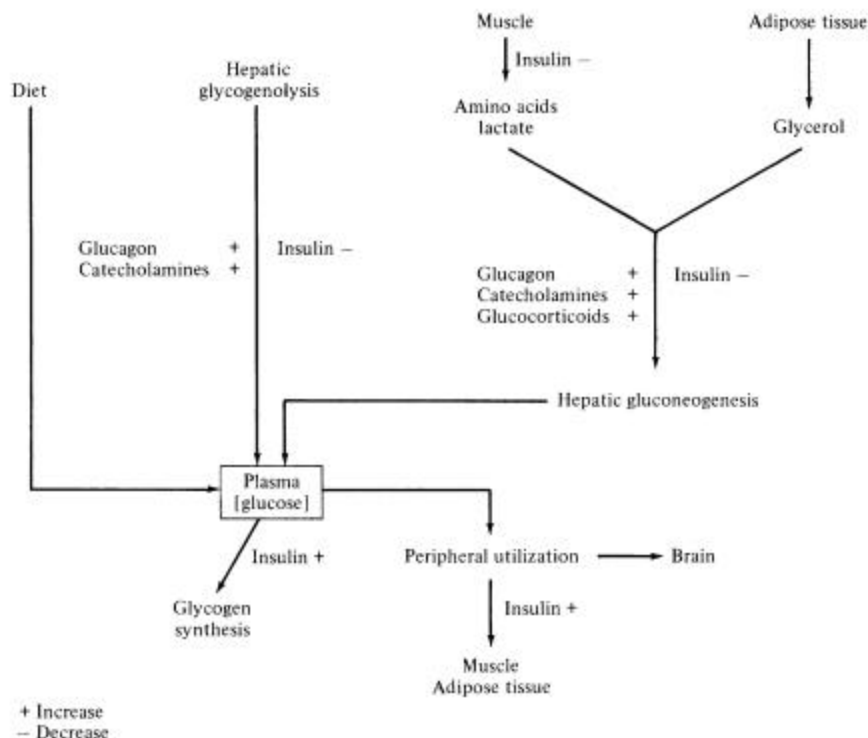 Muscle
Adipose tissue
Insulin −
Diet
Hepatic
glycogenolysis
Amino acids
lactate
Glycerol
Glucagon +
Catecholamines +
Insulin −
Glucagon +
Catecholamines +
Glucocorticoids +
Insulin −
Hepatic gluconeogenesis
Plasma
[glucose]
Insulin +
Peripheral utilization
Brain
Glycogen
synthesis
Insulin +
Muscle
Adipose tissue
+ Increase
− Decrease